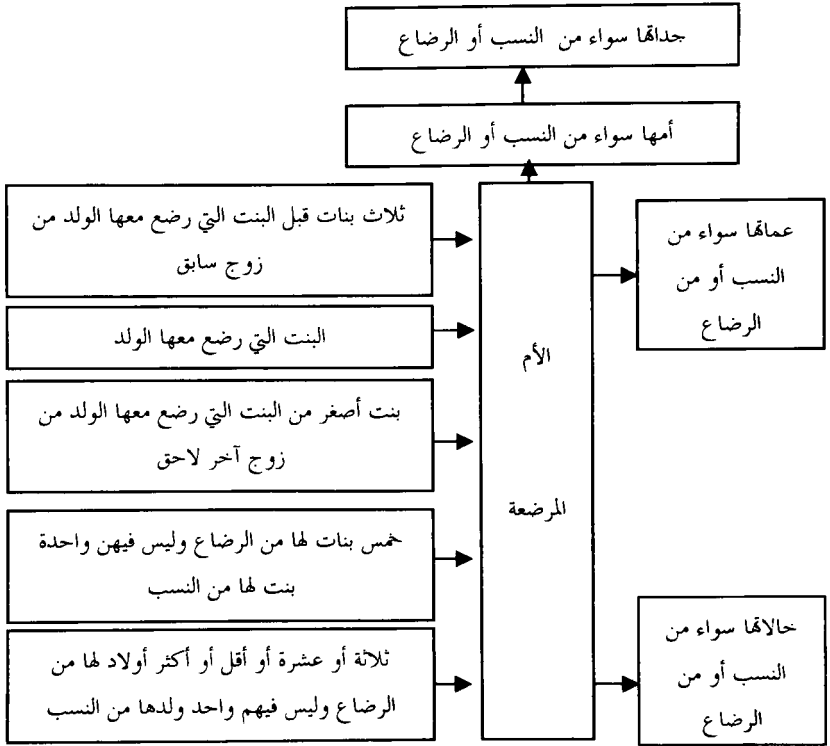 جداتها سواء من النسب أو الرضاع
أمها سواء من النسب أو الرضاع
عماتها سواء من
النسب أو من
الرضاع
ثلاث بنات قبل البنت التي رضع معها الولد من
زوج سابق
البنت التي رضع معها الولد
بنت أصغر من البنت التي رضع معها الولد من
زوج آخر لاحق
خمس بنات لها من الرضاع وليس فيهن واحدة
بنت لها من النسب
ثلاثة أو عشرة أو أقل أو أكثر أولاد لها من
الرضاع وليس فيهم واحد ولدها من النسب
الأم
المرضعة
خالاتها سواء من
النسب أو من
الرضاع